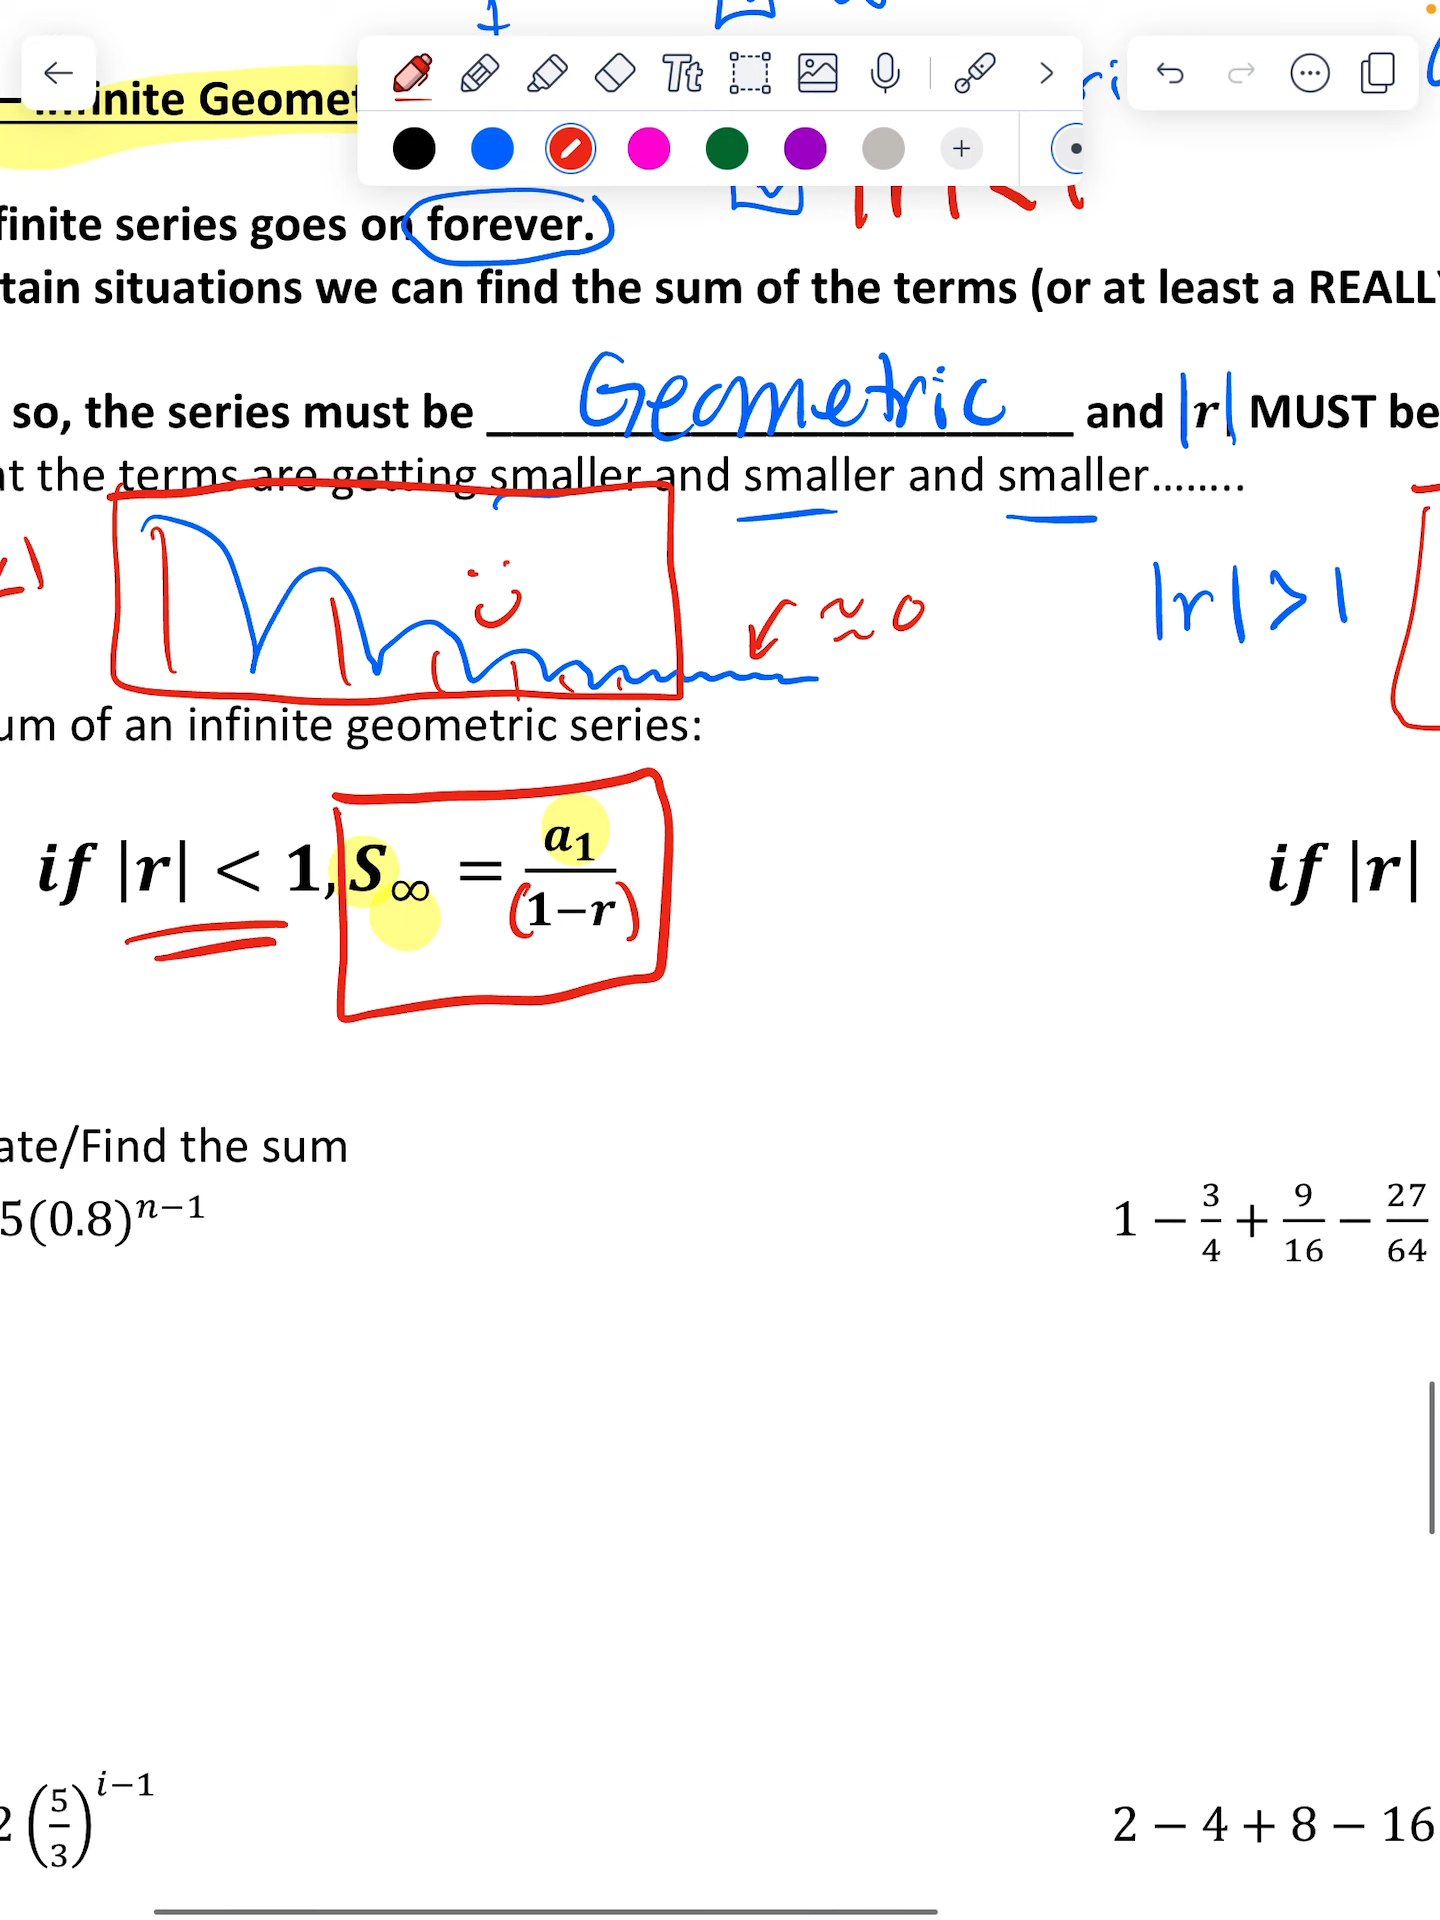 inite Geomet
finite series goes on forever.
tain situations we can find the sum of the terms (or at least a REALLY
so, the series must be Geometric and |r| MUST be
at the terms are getting smaller and smaller and smaller........
<1
≈ 0
|r| > 1
um of an infinite geometric series:
if |r| < 1, S∞ = a₁/(1−r)
if |r|
ate/Find the sum
5(0.8)ⁿ⁻¹
1 − 3/4 + 9/16 − 27/64
2(5/3)ⁱ⁻¹
2 − 4 + 8 − 16